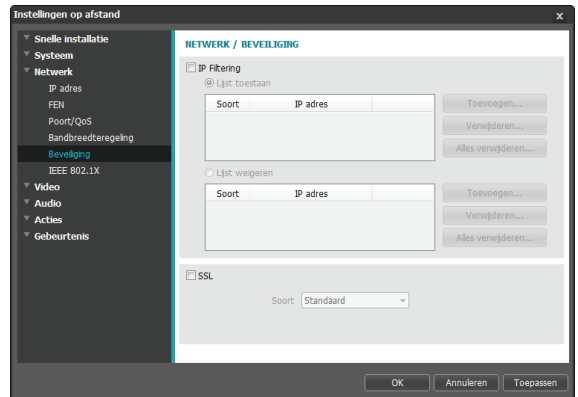 Instellingen op afstand
x
Snelle installatie
Systeem
Netwerk
IP adres
FEN
Poort/QoS
Bandbreedteregeling
Beveiliging
IEEE 802.1X
Video
Audio
Acties
Gebeurtenis
NETWERK / BEVEILIGING
IP Filtering
Lijst toestaan
Soort IP adres
Toevoegen...
Verwijderen...
Alles verwijderen...
Lijst weigeren
Soort IP adres
Toevoegen...
Verwijderen...
Alles verwijderen...
SSL
Soort Standaard
OK Annuleren Toepassen